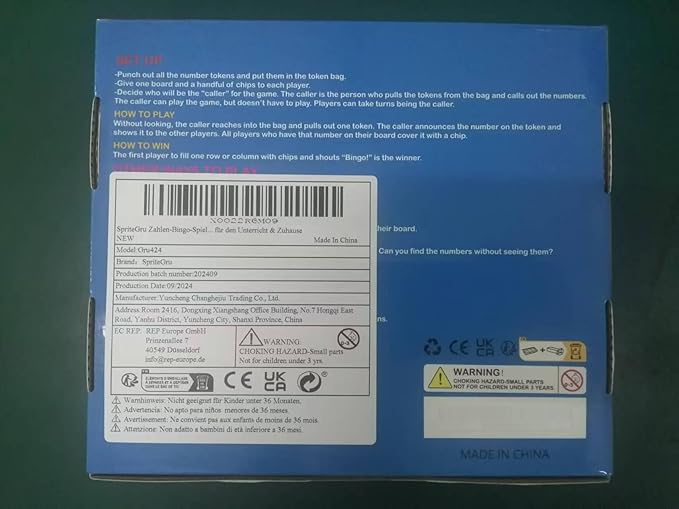 SET UP
-Punch out all the number tokens and put them in the token bag.
-Give one board and a handful of chips to each player.
-Decide who will be the “caller” for the game. The caller is the person who pulls the tokens from the bag and calls out the numbers.
The caller can play the game, but doesn’t have to play. Players can take turns being the caller.
HOW TO PLAY
Without looking, the caller reaches into the bag and pulls out one token. The caller announces the number on the token and
shows it to the other players. All players who have that number on their board cover it with a chip.
HOW TO WIN
The first player to fill one row or column with chips and shouts “Bingo!” is the winner.
OTHER WAYS TO PLAY
X0022R6M09
SpriteGru Zahlen-Bingo-Spiel... für den Unterricht & Zuhause
NEW Made In China
Model:Gru424
Brand: SpriteGru
Production batch number:202409
Production Date:09/2024
Manufacturer:Yuncheng Changhejiu Trading Co., Ltd.
Address:Room 2416, Dongxing Xiangshang Office Building, No.7 Hongqi East
Road, Yanhu District, Yuncheng City, Shanxi Province, China
EC REP: REP Europe GmbH
Prinzenallee 7
40549 Düsseldorf
info@rep-europe.de
WARNING:
CHOKING HAZARD-Small parts
Not for children under 3 yrs.
0-3
CE UK CA
Warnhinweis: Nicht geeignet für Kinder unter 36 Monaten.
Advertencia: No apto para niños menores de 36 meses.
Avertissement: Ne convient pas aux enfants de moins de 36 mois.
Attenzione: Non adatto a bambini di età inferiore a 36 mesi.
heir board.
Can you find the numbers without seeing them?
ns.
CE UK CA
WARNING:
CHOKING HAZARD-SMALL PARTS
NOT FOR CHILDREN UNDER 3 YEARS.
0-3
MADE IN CHINA